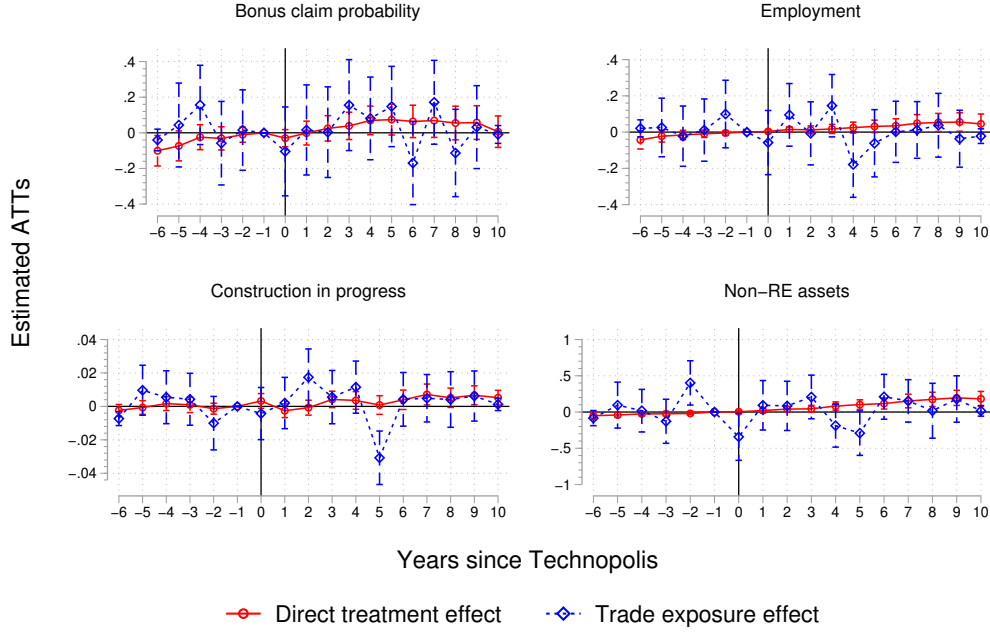 Bonus claim probability
.4
.2
0
−.2
−.4
−6 −5 −4 −3 −2 −1 0 1 2 3 4 5 6 7 8 9 10
Employment
.4
.2
0
−.2
−.4
−6 −5 −4 −3 −2 −1 0 1 2 3 4 5 6 7 8 9 10
Construction in progress
.04
.02
0
−.02
−.04
−6 −5 −4 −3 −2 −1 0 1 2 3 4 5 6 7 8 9 10
Non−RE assets
1
.5
0
−.5
−1
−6 −5 −4 −3 −2 −1 0 1 2 3 4 5 6 7 8 9 10
Estimated ATTs
Years since Technopolis
Direct treatment effect
Trade exposure effect